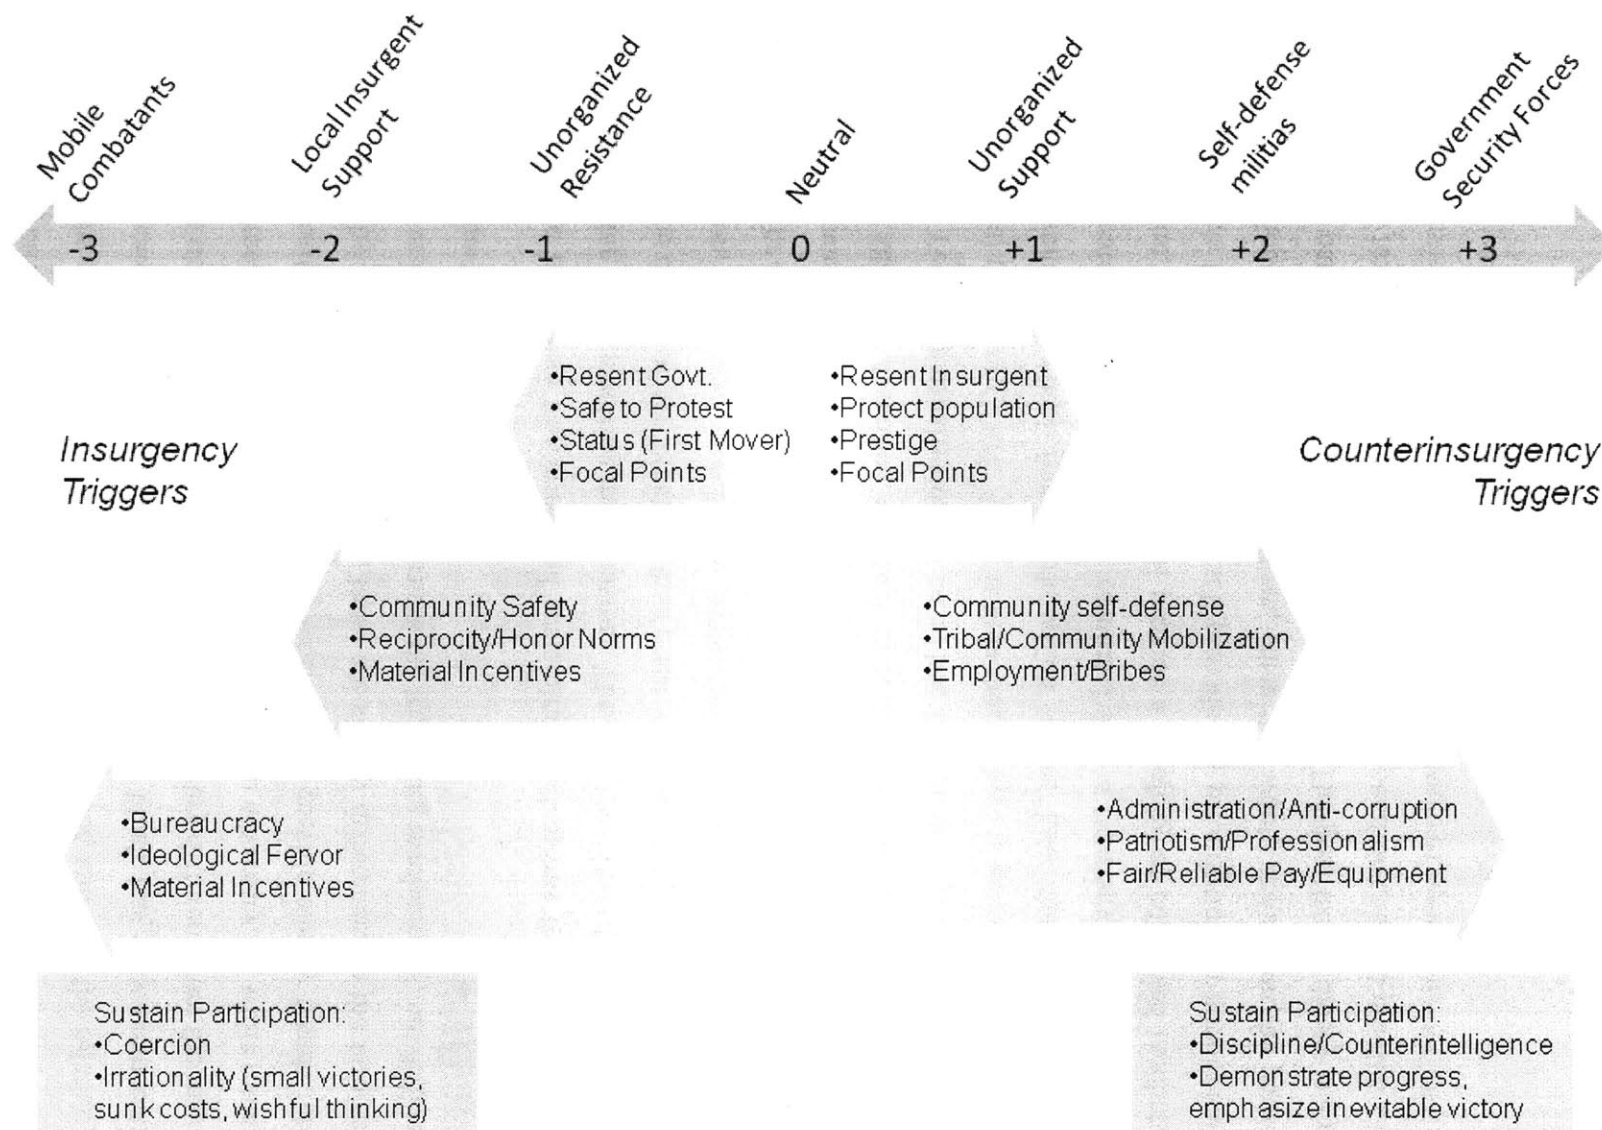 Mobile
Combatants
Local Insurgent
Support
Unorganized
Resistance
Neutral
Unorganized
Support
Self-defense
militias
Government
Security Forces
-3
-2
-1
0
+1
+2
+3
•Resent Govt.
•Safe to Protest
•Status (First Mover)
•Focal Points
•Resent Insurgent
•Protect population
•Prestige
•Focal Points
Insurgency
Triggers
Counterinsurgency
Triggers
•Community Safety
•Reciprocity/Honor Norms
•Material Incentives
•Community self-defense
•Tribal/Community Mobilization
•Employment/Bribes
•Bureaucracy
•Ideological Fervor
•Material Incentives
•Administration/Anti-corruption
•Patriotism/Professionalism
•Fair/Reliable Pay/Equipment
Sustain Participation:
•Coercion
•Irrationality (small victories,
sunk costs, wishful thinking)
Sustain Participation:
•Discipline/Counterintelligence
•Demonstrate progress,
emphasize inevitable victory